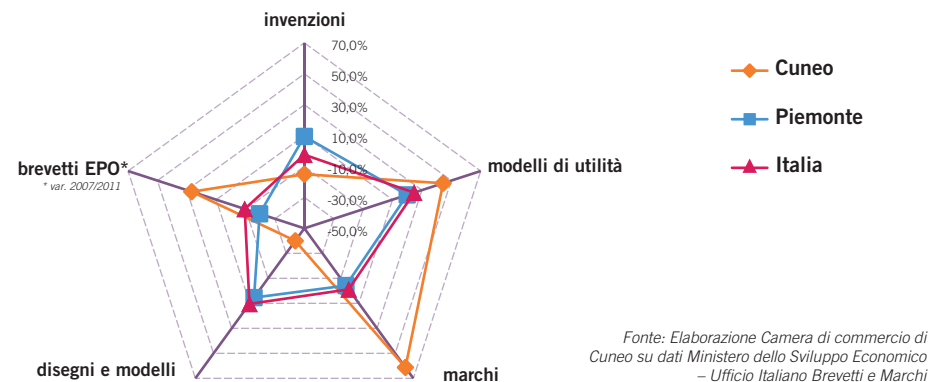 invenzioni
70,0%
50,0%
30,0%
10,0%
-10,0%
-30,0%
-50,0%
modelli di utilità
marchi
disegni e modelli
brevetti EPO*
* var. 2007/2011
Cuneo
Piemonte
Italia
Fonte: Elaborazione Camera di commercio di
Cuneo su dati Ministero dello Sviluppo Economico
– Ufficio Italiano Brevetti e Marchi